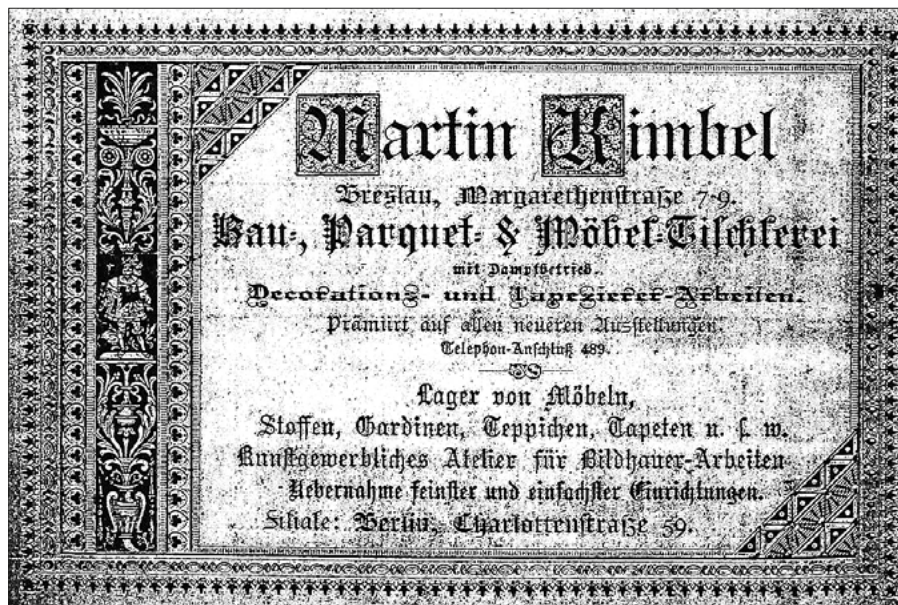 Martin Kimbel
Breslau, Margarethenstraße 7-9.
Bau-, Parquet- & Möbel-Tischlerei
mit Dampfbetrieb.
Decorations- und Tapezierer-Arbeiten.
Prämiirt auf allen neueren Ausstellungen.
Telephon-Anschluß 489.
Lager von Möbeln,
Stoffen, Gardinen, Teppichen, Tapeten u. s. w.
Kunstgewerbliches Atelier für Bildhauer-Arbeiten
Uebernahme feinster und einfachster Einrichtungen.
Filiale: Berlin, Charlottenstraße 59.